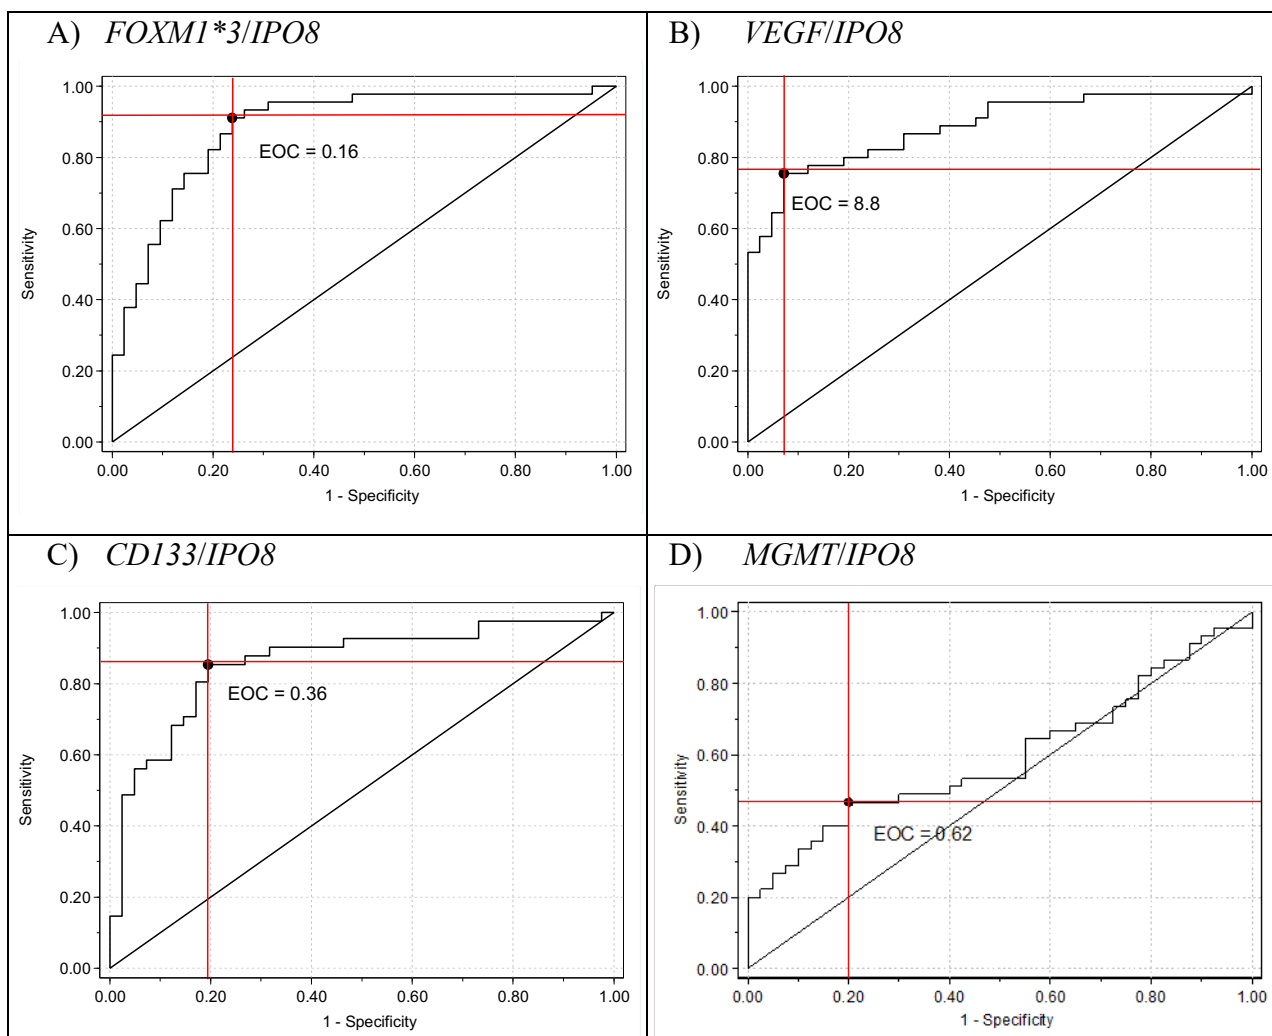 A) FOXM1*3/IPO8
1.00
0.80
0.60
0.40
0.20
0.00
Sensitivity
EOC = 0.16
0.00 0.20 0.40 0.60 0.80 1.00
1 - Specificity
B) VEGF/IPO8
1.00
0.80
0.60
0.40
0.20
0.00
Sensitivity
EOC = 8.8
0.00 0.20 0.40 0.60 0.80 1.00
1 - Specificity
C) CD133/IPO8
1.00
0.80
0.60
0.40
0.20
0.00
Sensitivity
EOC = 0.36
0.00 0.20 0.40 0.60 0.80 1.00
1 - Specificity
D) MGMT/IPO8
1.00
0.80
0.60
0.40
0.20
0.00
Sensitivity
EOC = 0.62
0.00 0.20 0.40 0.60 0.80 1.00
1 - Specificity